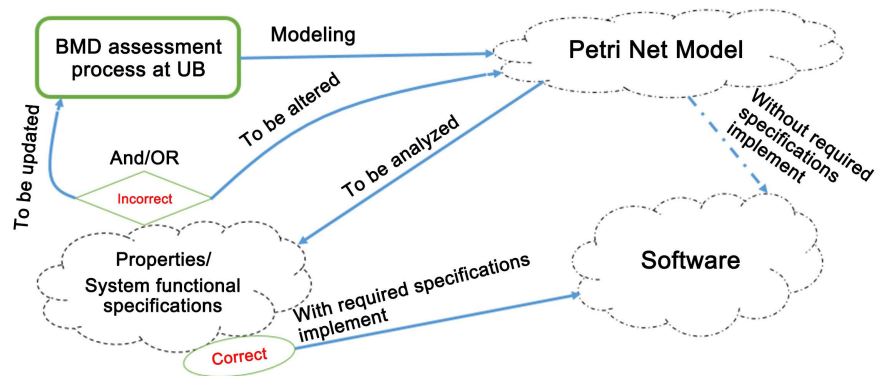 BMD assessment
process at UB
Modeling
Petri Net Model
To be altered
To be updated
And/OR
Incorrect
To be analyzed
Without required
specifications
implement
Properties/
System functional
specifications
Software
With required specifications
implement
Correct